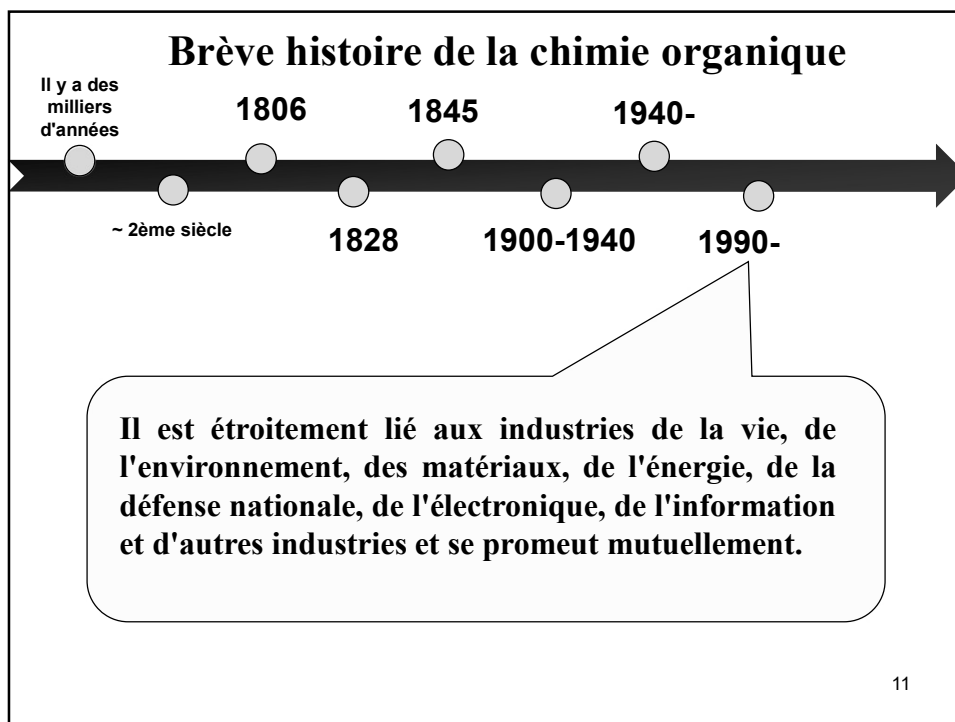 Brève histoire de la chimie organique
Il y a des
milliers
d'années
1806
1845
1940-
~ 2ème siècle
1828
1900-1940
1990-
Il est étroitement lié aux industries de la vie, de
l'environnement, des matériaux, de l'énergie, de la
défense nationale, de l'électronique, de l'information
et d'autres industries et se promeut mutuellement.
11